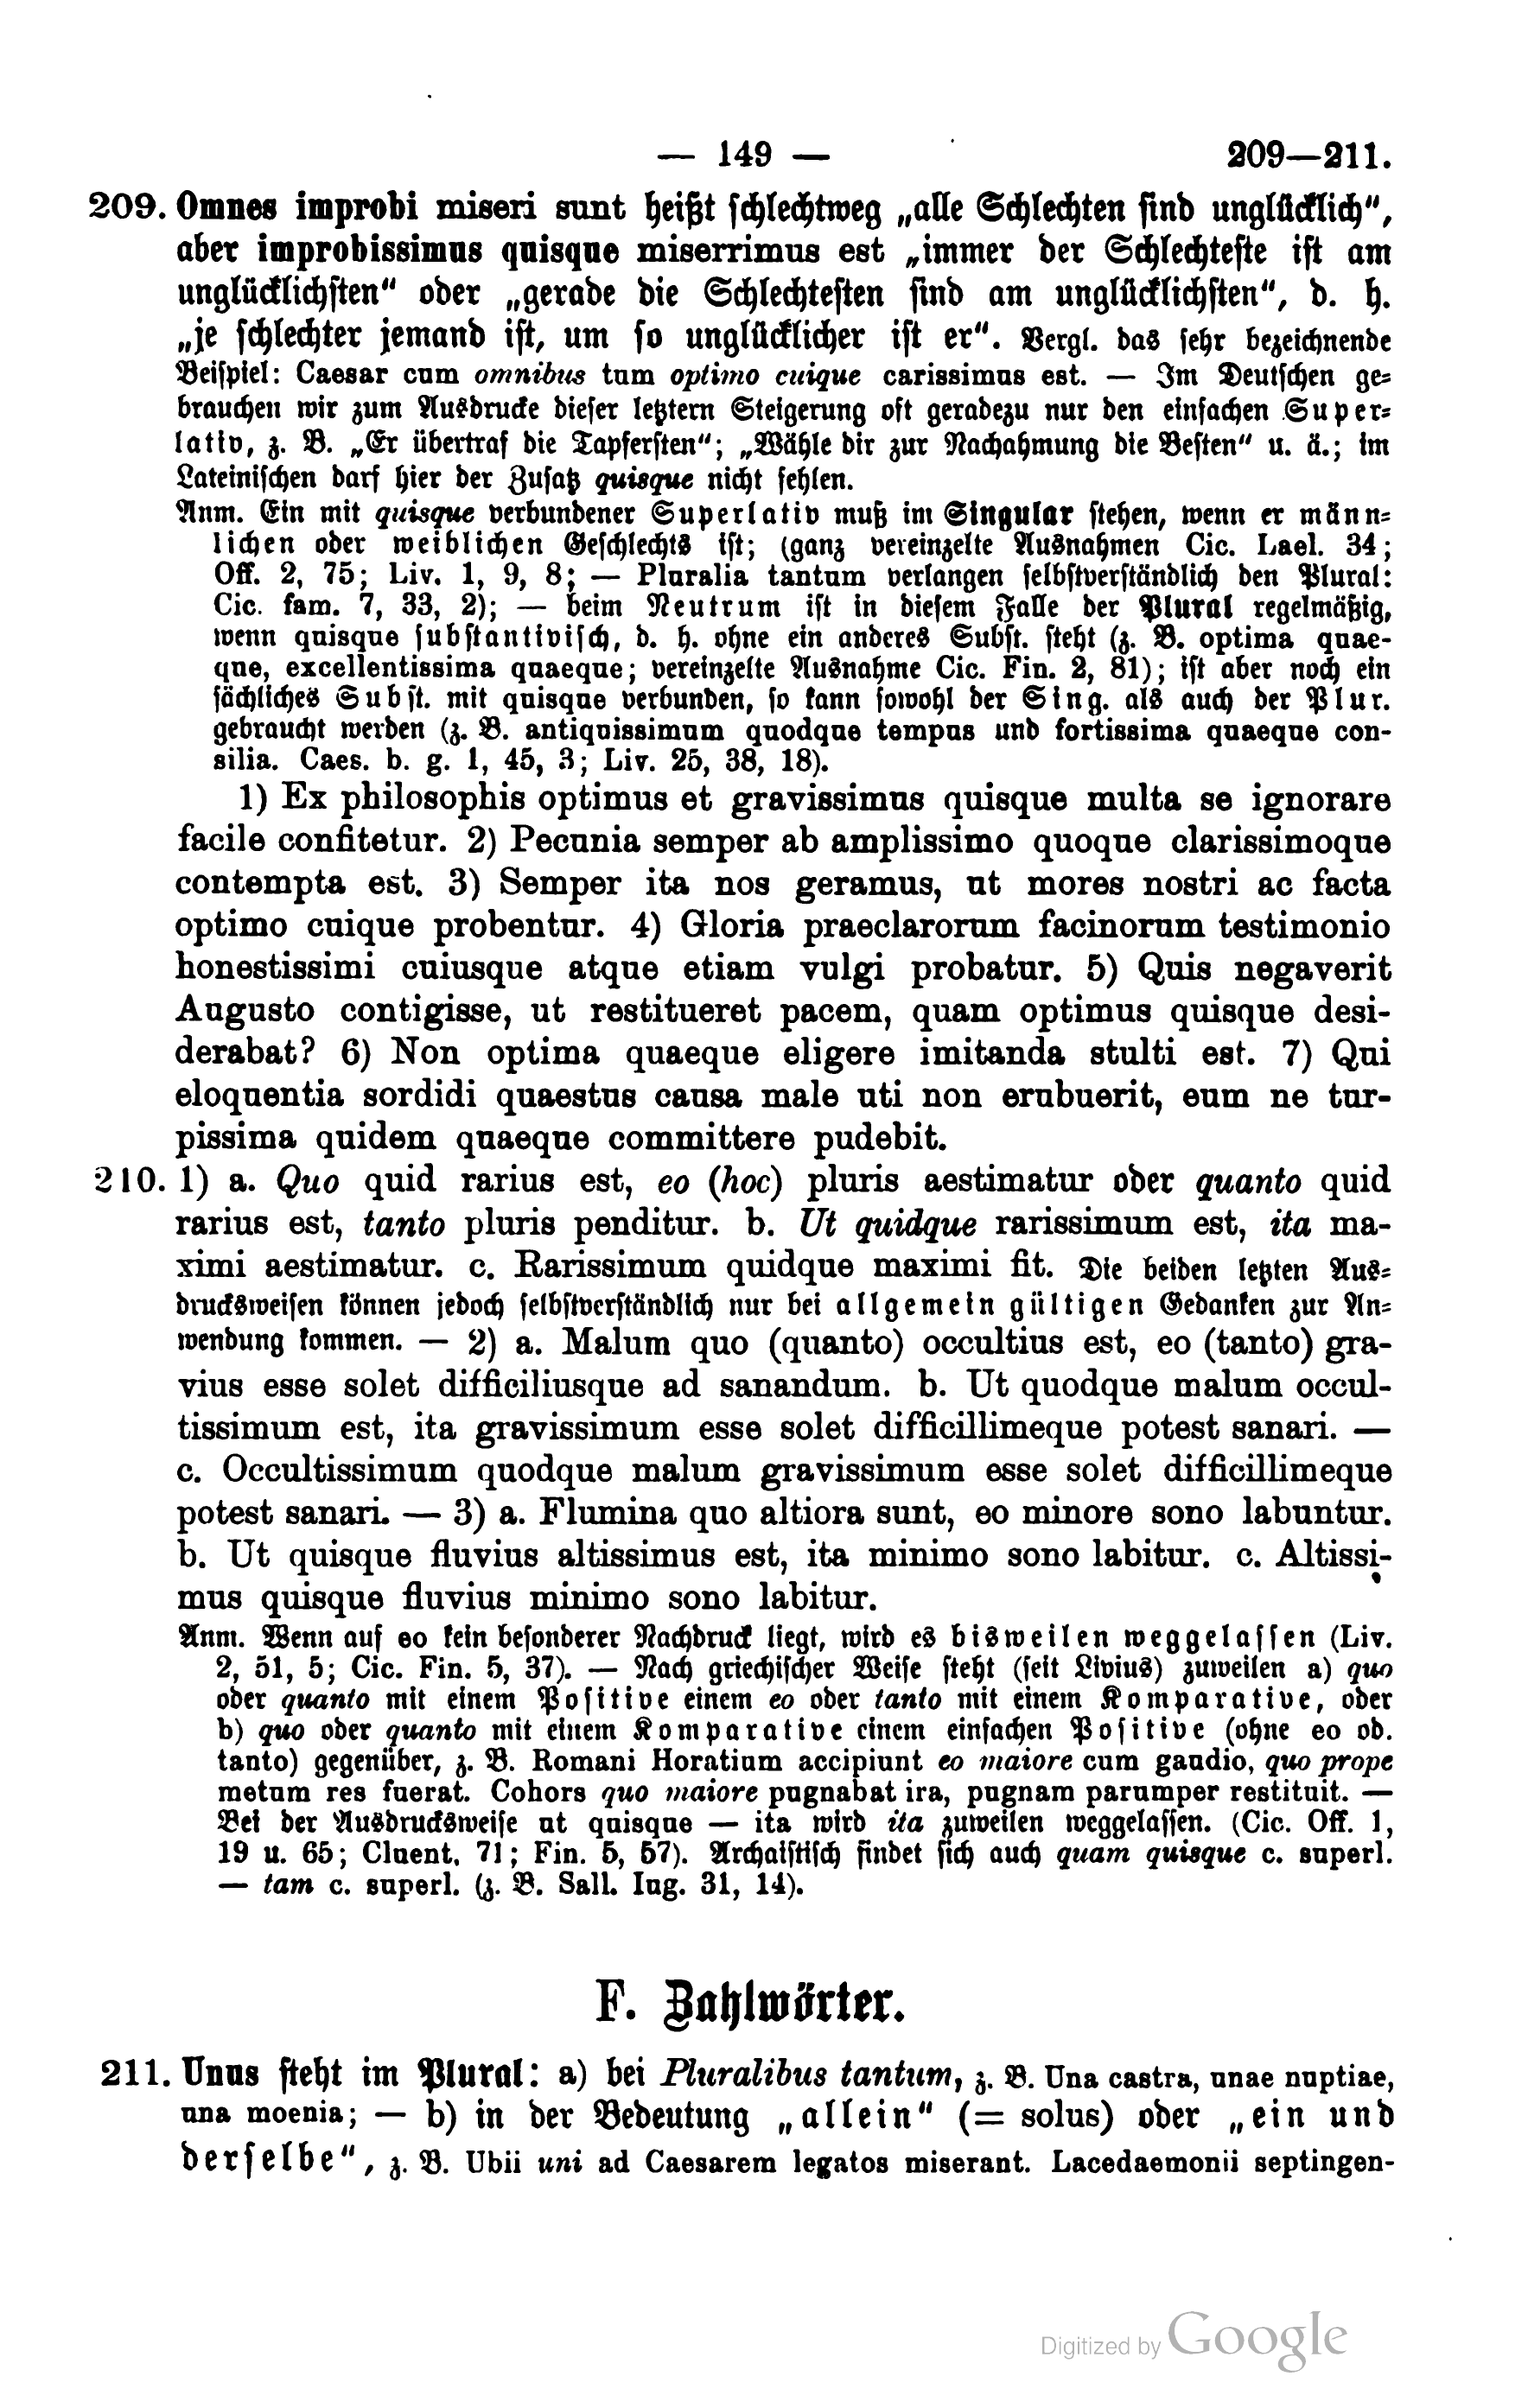 — 149 — 209—211.
209. Omnes improbi miseri sunt heißt schlechtweg „alle Schlechten sind unglücklich“,
aber improbissimus quisque miserrimus est „immer der Schlechteste ist am
unglücklichsten“ oder „gerade die Schlechtesten sind am unglücklichsten“, d. h.
„je schlechter jemand ist, um so unglücklicher ist er“. Vergl. das sehr bezeichnende
Beispiel: Caesar cum omnibus tum optimo cuique carissimus est. — Im Deutschen ge-
brauchen wir zum Ausdrucke dieser letztern Steigerung oft geradezu nur den einfachen Super-
lativ, z. B. „Er übertraf die Tapfersten“; „Wähle dir zur Nachahmung die Besten“ u. ä.; im
Lateinischen darf hier der Zusatz quisque nicht fehlen.
Anm. Ein mit quisque verbundener Superlativ muß im Singular stehen, wenn er männ-
lichen oder weiblichen Geschlechts ist; (ganz vereinzelte Ausnahmen Cic. Lael. 34;
Off. 2, 75; Liv. 1, 9, 8; — Pluralia tantum verlangen selbstverständlich den Plural:
Cic. fam. 7, 33, 2); — beim Neutrum ist in diesem Falle der Plural regelmäßig,
wenn quisque substantivisch, d. h. ohne ein anderes Subst. steht (z. B. optima quae-
que, excellentissima quaeque; vereinzelte Ausnahme Cic. Fin. 2, 81); ist aber noch ein
sächliches Subst. mit quisque verbunden, so kann sowohl der Sing. als auch der Plur.
gebraucht werden (z. B. antiquissimum quodque tempus und fortissima quaeque con-
silia. Caes. b. g. 1, 45, 3; Liv. 25, 38, 18).
1) Ex philosophis optimus et gravissimus quisque multa se ignorare
facile confitetur. 2) Pecunia semper ab amplissimo quoque clarissimoque
contempta est. 3) Semper ita nos geramus, ut mores nostri ac facta
optimo cuique probentur. 4) Gloria praeclarorum facinorum testimonio
honestissimi cuiusque atque etiam vulgi probatur. 5) Quis negaverit
Augusto contigisse, ut restitueret pacem, quam optimus quisque desi-
derabat? 6) Non optima quaeque eligere imitanda stulti est. 7) Qui
eloquentia sordidi quaestus causa male uti non erubuerit, eum ne tur-
pissima quidem quaeque committere pudebit.
210. 1) a. Quo quid rarius est, eo (hoc) pluris aestimatur oder quanto quid
rarius est, tanto pluris penditur. b. Ut quidque rarissimum est, ita ma-
ximi aestimatur. c. Rarissimum quidque maximi fit. Die beiden letzten Aus-
drucksweisen können jedoch selbstverständlich nur bei allgemein gültigen Gedanken zur An-
wendung kommen. — 2) a. Malum quo (quanto) occultius est, eo (tanto) gra-
vius esse solet difficiliusque ad sanandum. b. Ut quodque malum occul-
tissimum est, ita gravissimum esse solet difficillimeque potest sanari. —
c. Occultissimum quodque malum gravissimum esse solet difficillimeque
potest sanari. — 3) a. Flumina quo altiora sunt, eo minore sono labuntur.
b. Ut quisque fluvius altissimus est, ita minimo sono labitur. c. Altissi-
mus quisque fluvius minimo sono labitur.
Anm. Wenn auf eo kein besonderer Nachdruck liegt, wird es bisweilen weggelassen (Liv.
2, 51, 5; Cic. Fin. 5, 37). — Nach griechischer Weise steht (seit Livius) zuweilen a) quo
oder quanto mit einem Positive einem eo oder tanto mit einem Komparative, oder
b) quo oder quanto mit einem Komparative einem einfachen Positive (ohne eo od.
tanto) gegenüber, z. B. Romani Horatium accipiunt eo maiore cum gaudio, quo prope
metum res fuerat. Cohors quo maiore pugnabat ira, pugnam parumper restituit. —
Bei der Ausdrucksweise ut quisque — ita wird ita zuweilen weggelassen. (Cic. Off. 1,
19 u. 65; Cluent. 71; Fin. 5, 57). Archaistisch findet sich auch quam quisque c. superl.
— tam c. superl. (z. B. Sall. Iug. 31, 14).
F. Zahlwörter.
211. Unus steht im Plural: a) bei Pluralibus tantum, z. B. Una castra, unae nuptiae,
una moenia; — b) in der Bedeutung „allein“ (= solus) oder „ein und
derselbe“, z. B. Ubii uni ad Caesarem legatos miserant. Lacedaemonii septingen-
Digitized by Google